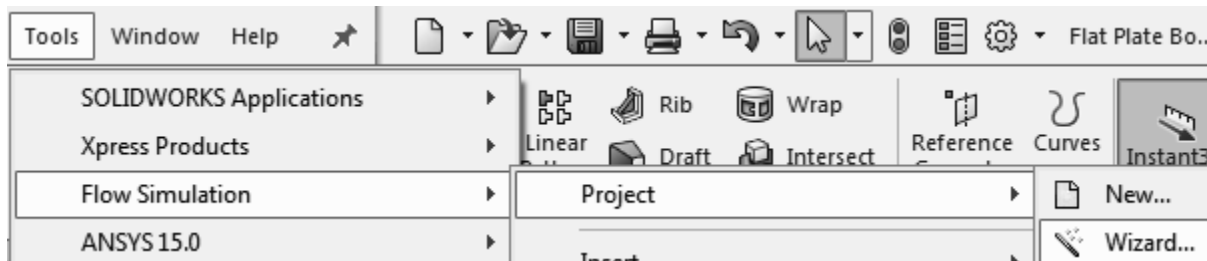 Tools Window Help Flat Plate Bo...
SOLIDWORKS Applications Rib Wrap
Linear Reference Curves
Xpress Products Draft Intersect Instant3
Flow Simulation Project New...
ANSYS 15.0 Insert Wizard...